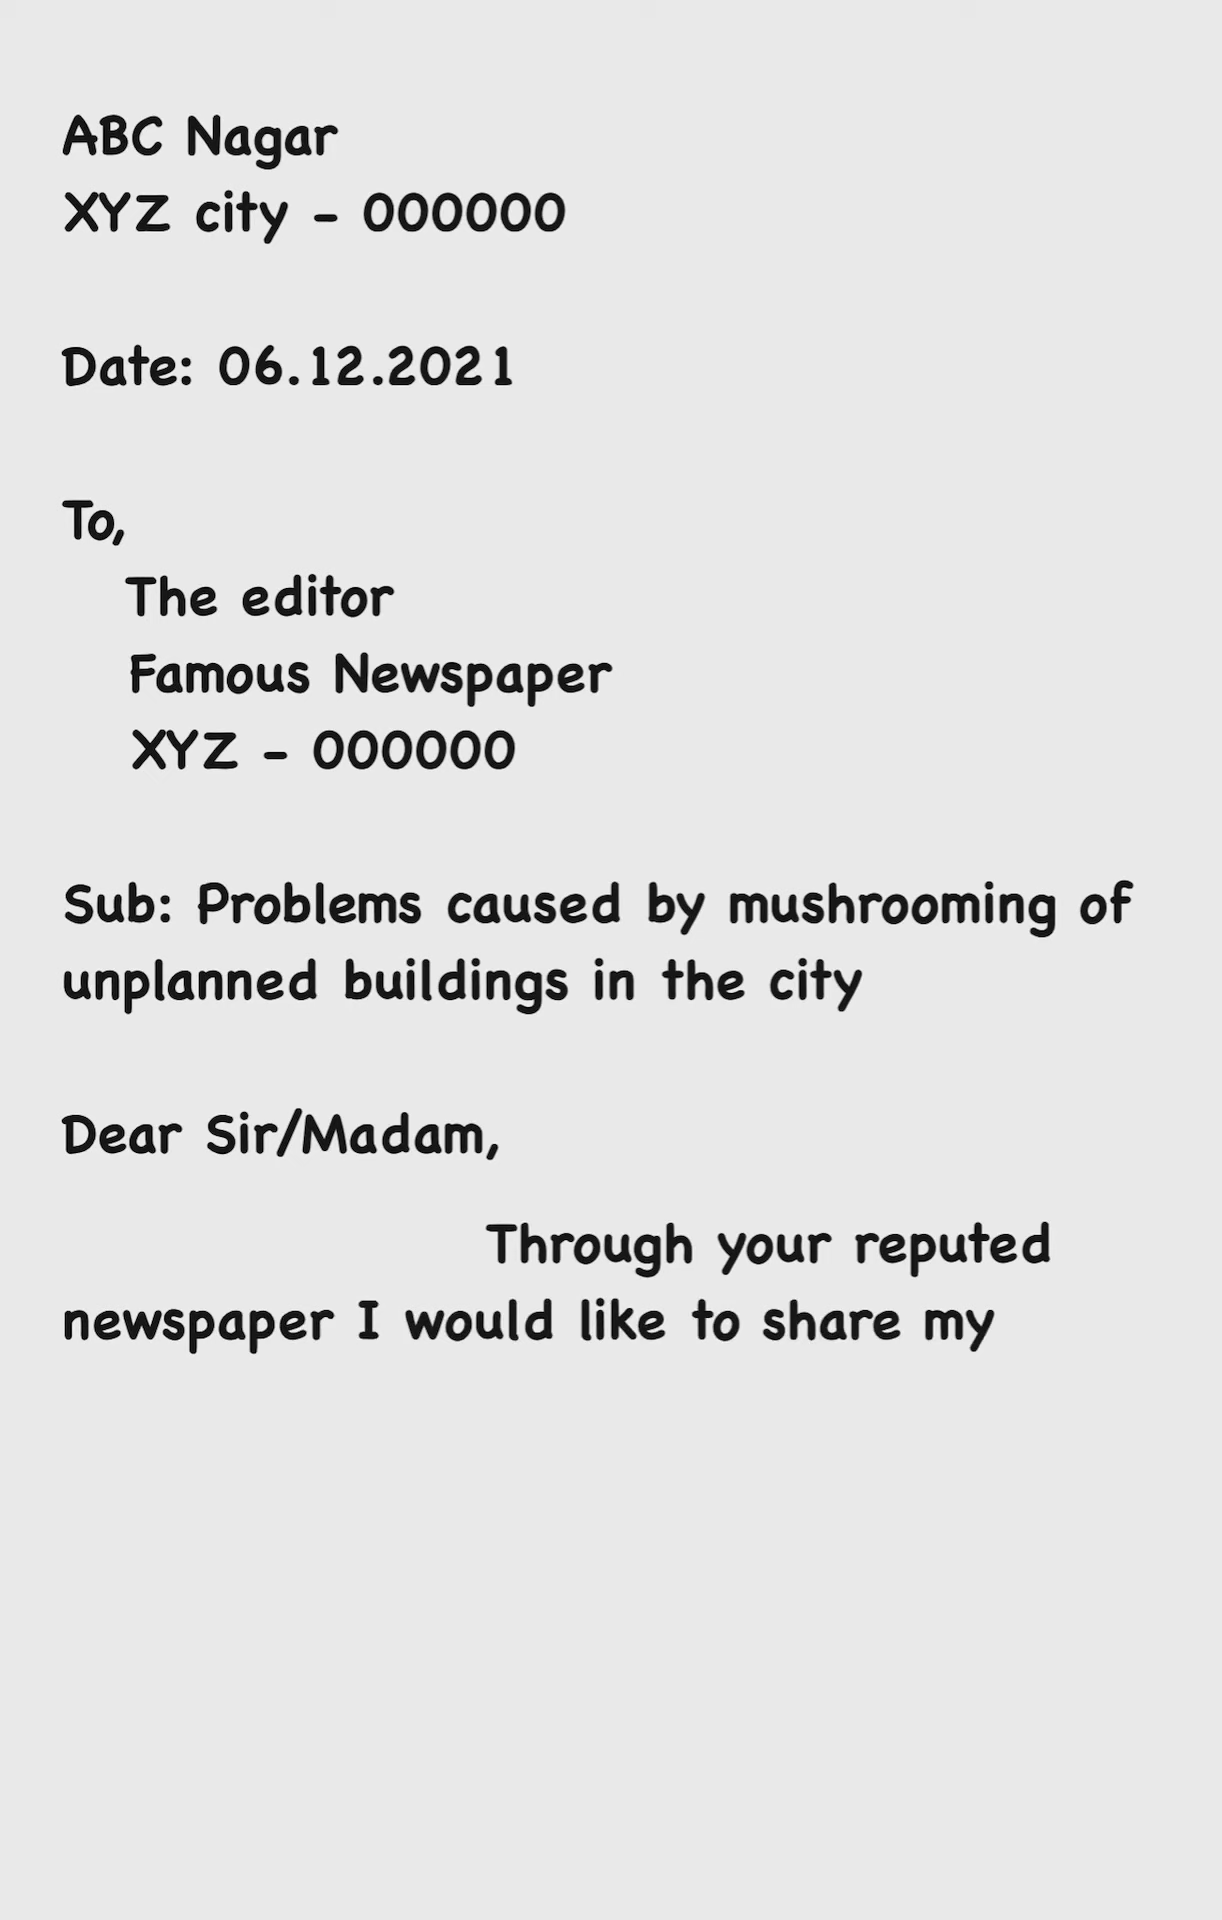 ABC Nagar
XYZ city - 000000
Date: 06.12.2021
To,
The editor
Famous Newspaper
XYZ - 000000
Sub: Problems caused by mushrooming of
unplanned buildings in the city
Dear Sir/Madam,
Through your reputed
newspaper I would like to share my